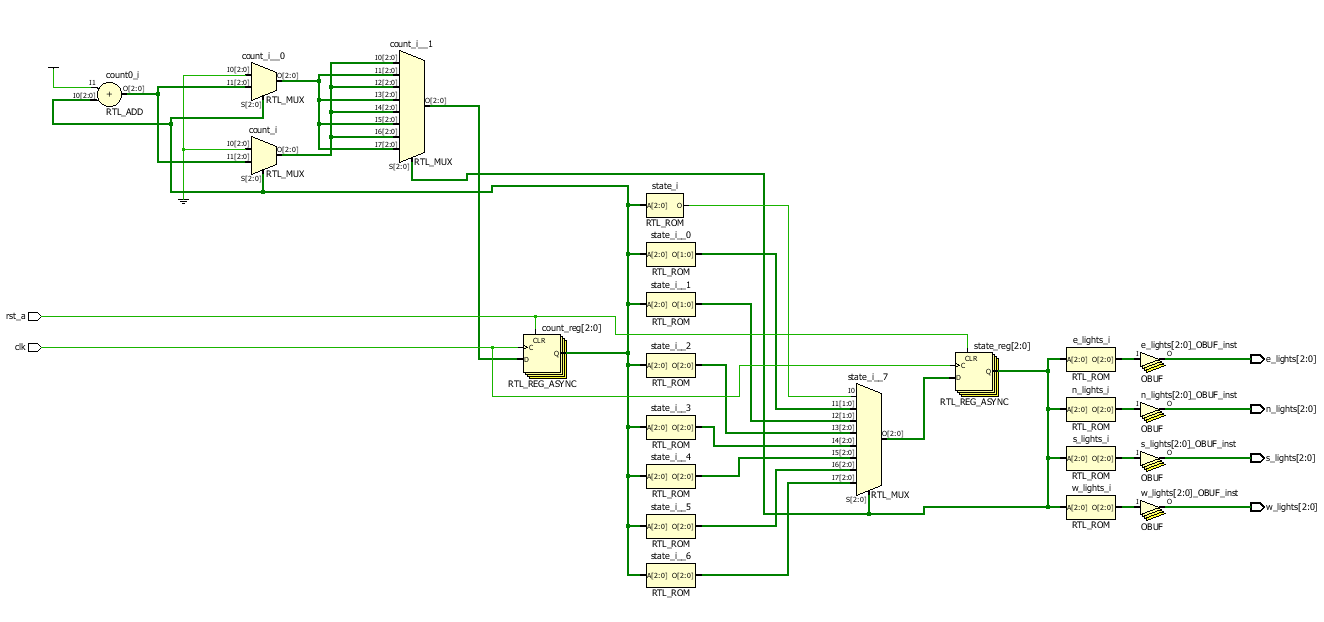 count0_i
I1
I0[2:0]
O[2:0]
+
RTL_ADD
count_i__0
I0[2:0]
I1[2:0]
S[2:0]
O[2:0]
RTL_MUX
count_i
I0[2:0]
I1[2:0]
S[2:0]
O[2:0]
RTL_MUX
count_i__1
I0[2:0]
I1[2:0]
I2[2:0]
I3[2:0]
I4[2:0]
I5[2:0]
I6[2:0]
I7[2:0]
S[2:0]
O[2:0]
RTL_MUX
rst_a
clk
count_reg[2:0]
CLR
C
D
Q
RTL_REG_ASYNC
state_i
A[2:0] O
RTL_ROM
state_i__0
A[2:0] O[1:0]
RTL_ROM
state_i__1
A[2:0] O[1:0]
RTL_ROM
state_i__2
A[2:0] O[2:0]
RTL_ROM
state_i__3
A[2:0] O[2:0]
RTL_ROM
state_i__4
A[2:0] O[2:0]
RTL_ROM
state_i__5
A[2:0] O[2:0]
RTL_ROM
state_i__6
A[2:0] O[2:0]
RTL_ROM
state_i__7
I0
I1[1:0]
I2[1:0]
I3[2:0]
I4[2:0]
I5[2:0]
I6[2:0]
I7[2:0]
S[2:0]
O[2:0]
RTL_MUX
state_reg[2:0]
CLR
C
D
Q
RTL_REG_ASYNC
e_lights_i
A[2:0] O[2:0]
RTL_ROM
e_lights[2:0]_OBUF_inst
I O
OBUF
e_lights[2:0]
n_lights_i
A[2:0] O[2:0]
RTL_ROM
n_lights[2:0]_OBUF_inst
I O
OBUF
n_lights[2:0]
s_lights_i
A[2:0] O[2:0]
RTL_ROM
s_lights[2:0]_OBUF_inst
I O
OBUF
s_lights[2:0]
w_lights_i
A[2:0] O[2:0]
RTL_ROM
w_lights[2:0]_OBUF_inst
I O
OBUF
w_lights[2:0]